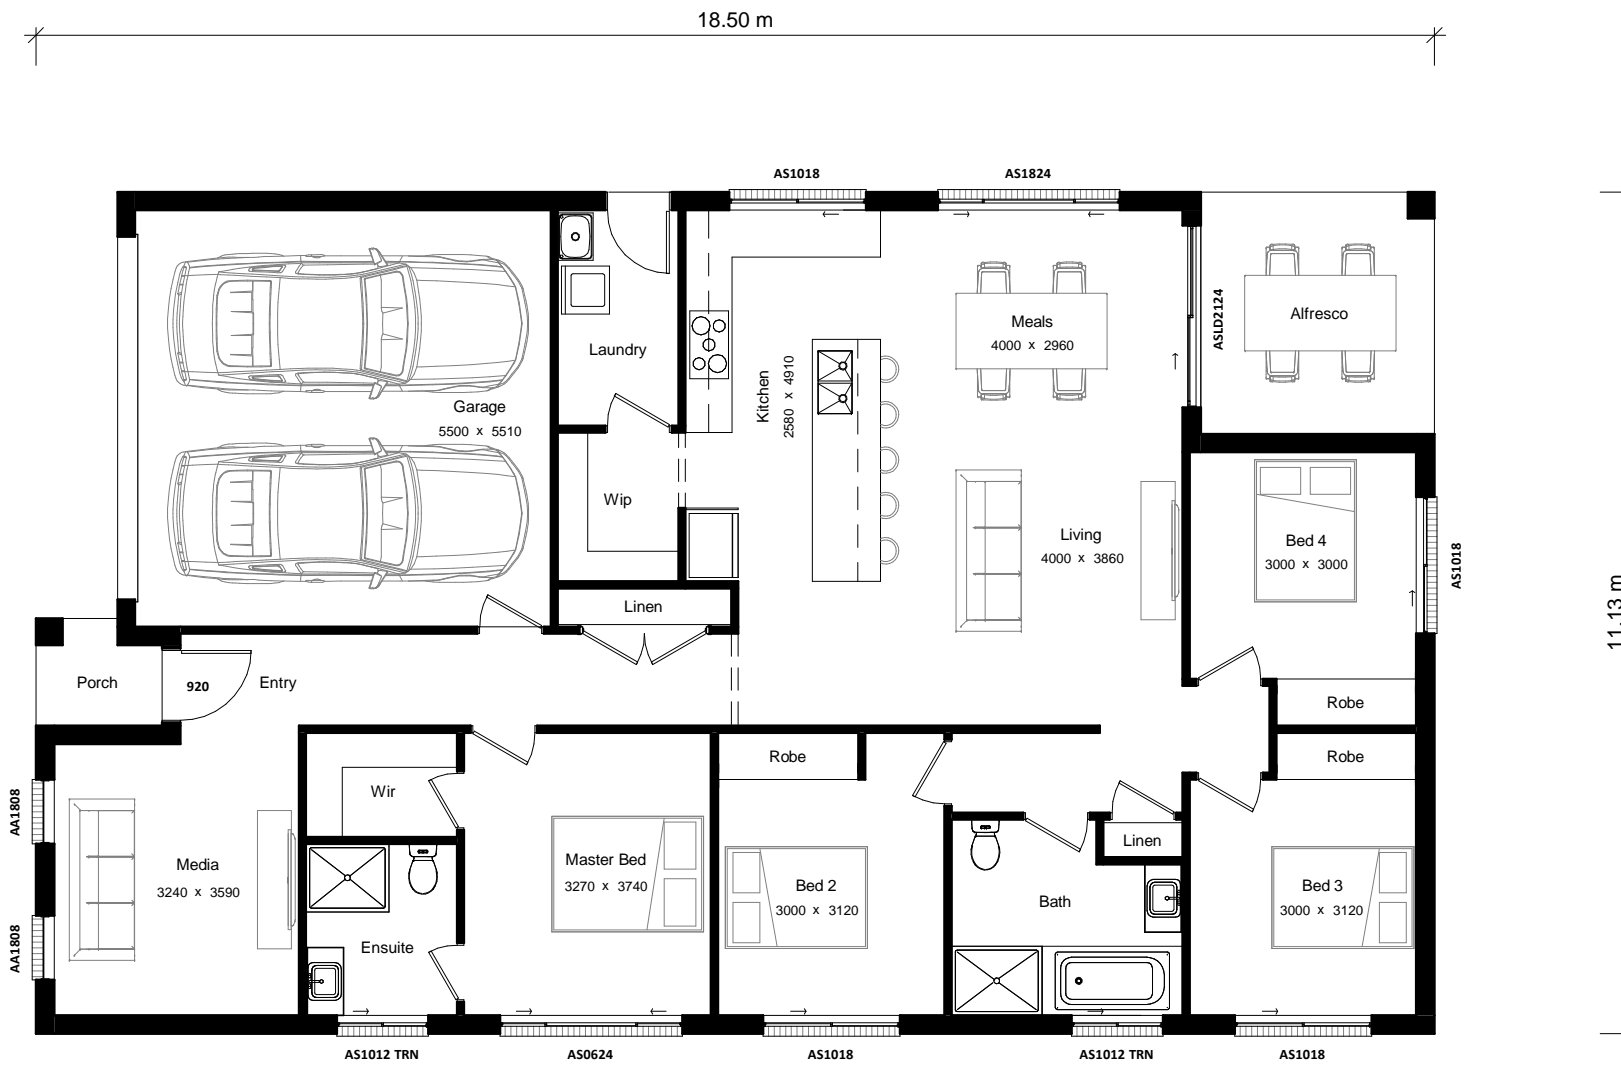 18.50 m
AS1018
AS1824
ASLD2124
Alfresco
Meals
4000 x 2960
Laundry
Kitchen
2580 x 4910
Garage
5500 x 5510
Wip
Living
4000 x 3860
Bed 4
3000 x 3000
AS1018
11.13 m
Linen
Porch
920
Entry
Robe
Robe
Robe
Wir
AA1808
Linen
Media
3240 x 3590
Master Bed
3270 x 3740
Bed 2
3000 x 3120
Bath
Bed 3
3000 x 3120
Ensuite
AA1808
AS1012 TRN
AS0624
AS1018
AS1012 TRN
AS1018